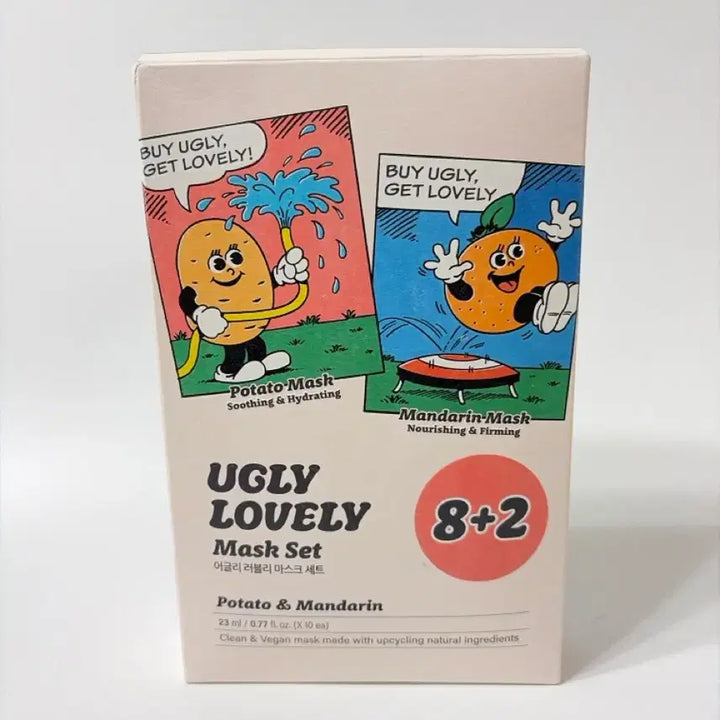 BUY UGLY,
GET LOVELY!
BUY UGLY,
GET LOVELY
Potato Mask
Soothing & Hydrating
Mandarin Mask
Nourishing & Firming
UGLY
LOVELY
Mask Set
어글리 러블리 마스크 세트
8+2
Potato & Mandarin
23 ml / 0.77 fl. oz. (X 10 ea)
Clean & Vegan mask made with upcycling natural ingredients